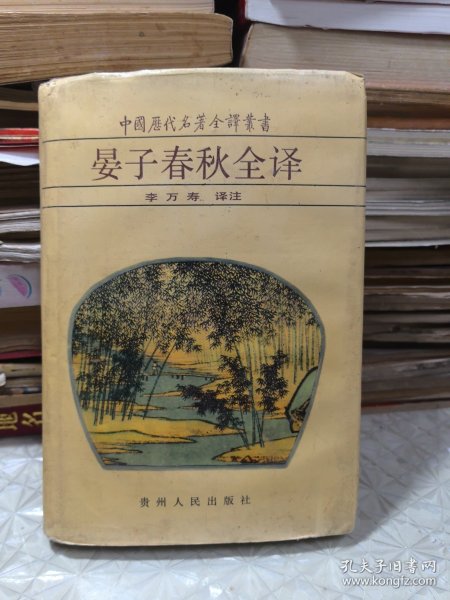 中國歷代名著全譯叢書
晏子春秋全译
李万寿 译注
贵州人民出版社
孔夫子旧书网
www.kongfz.com